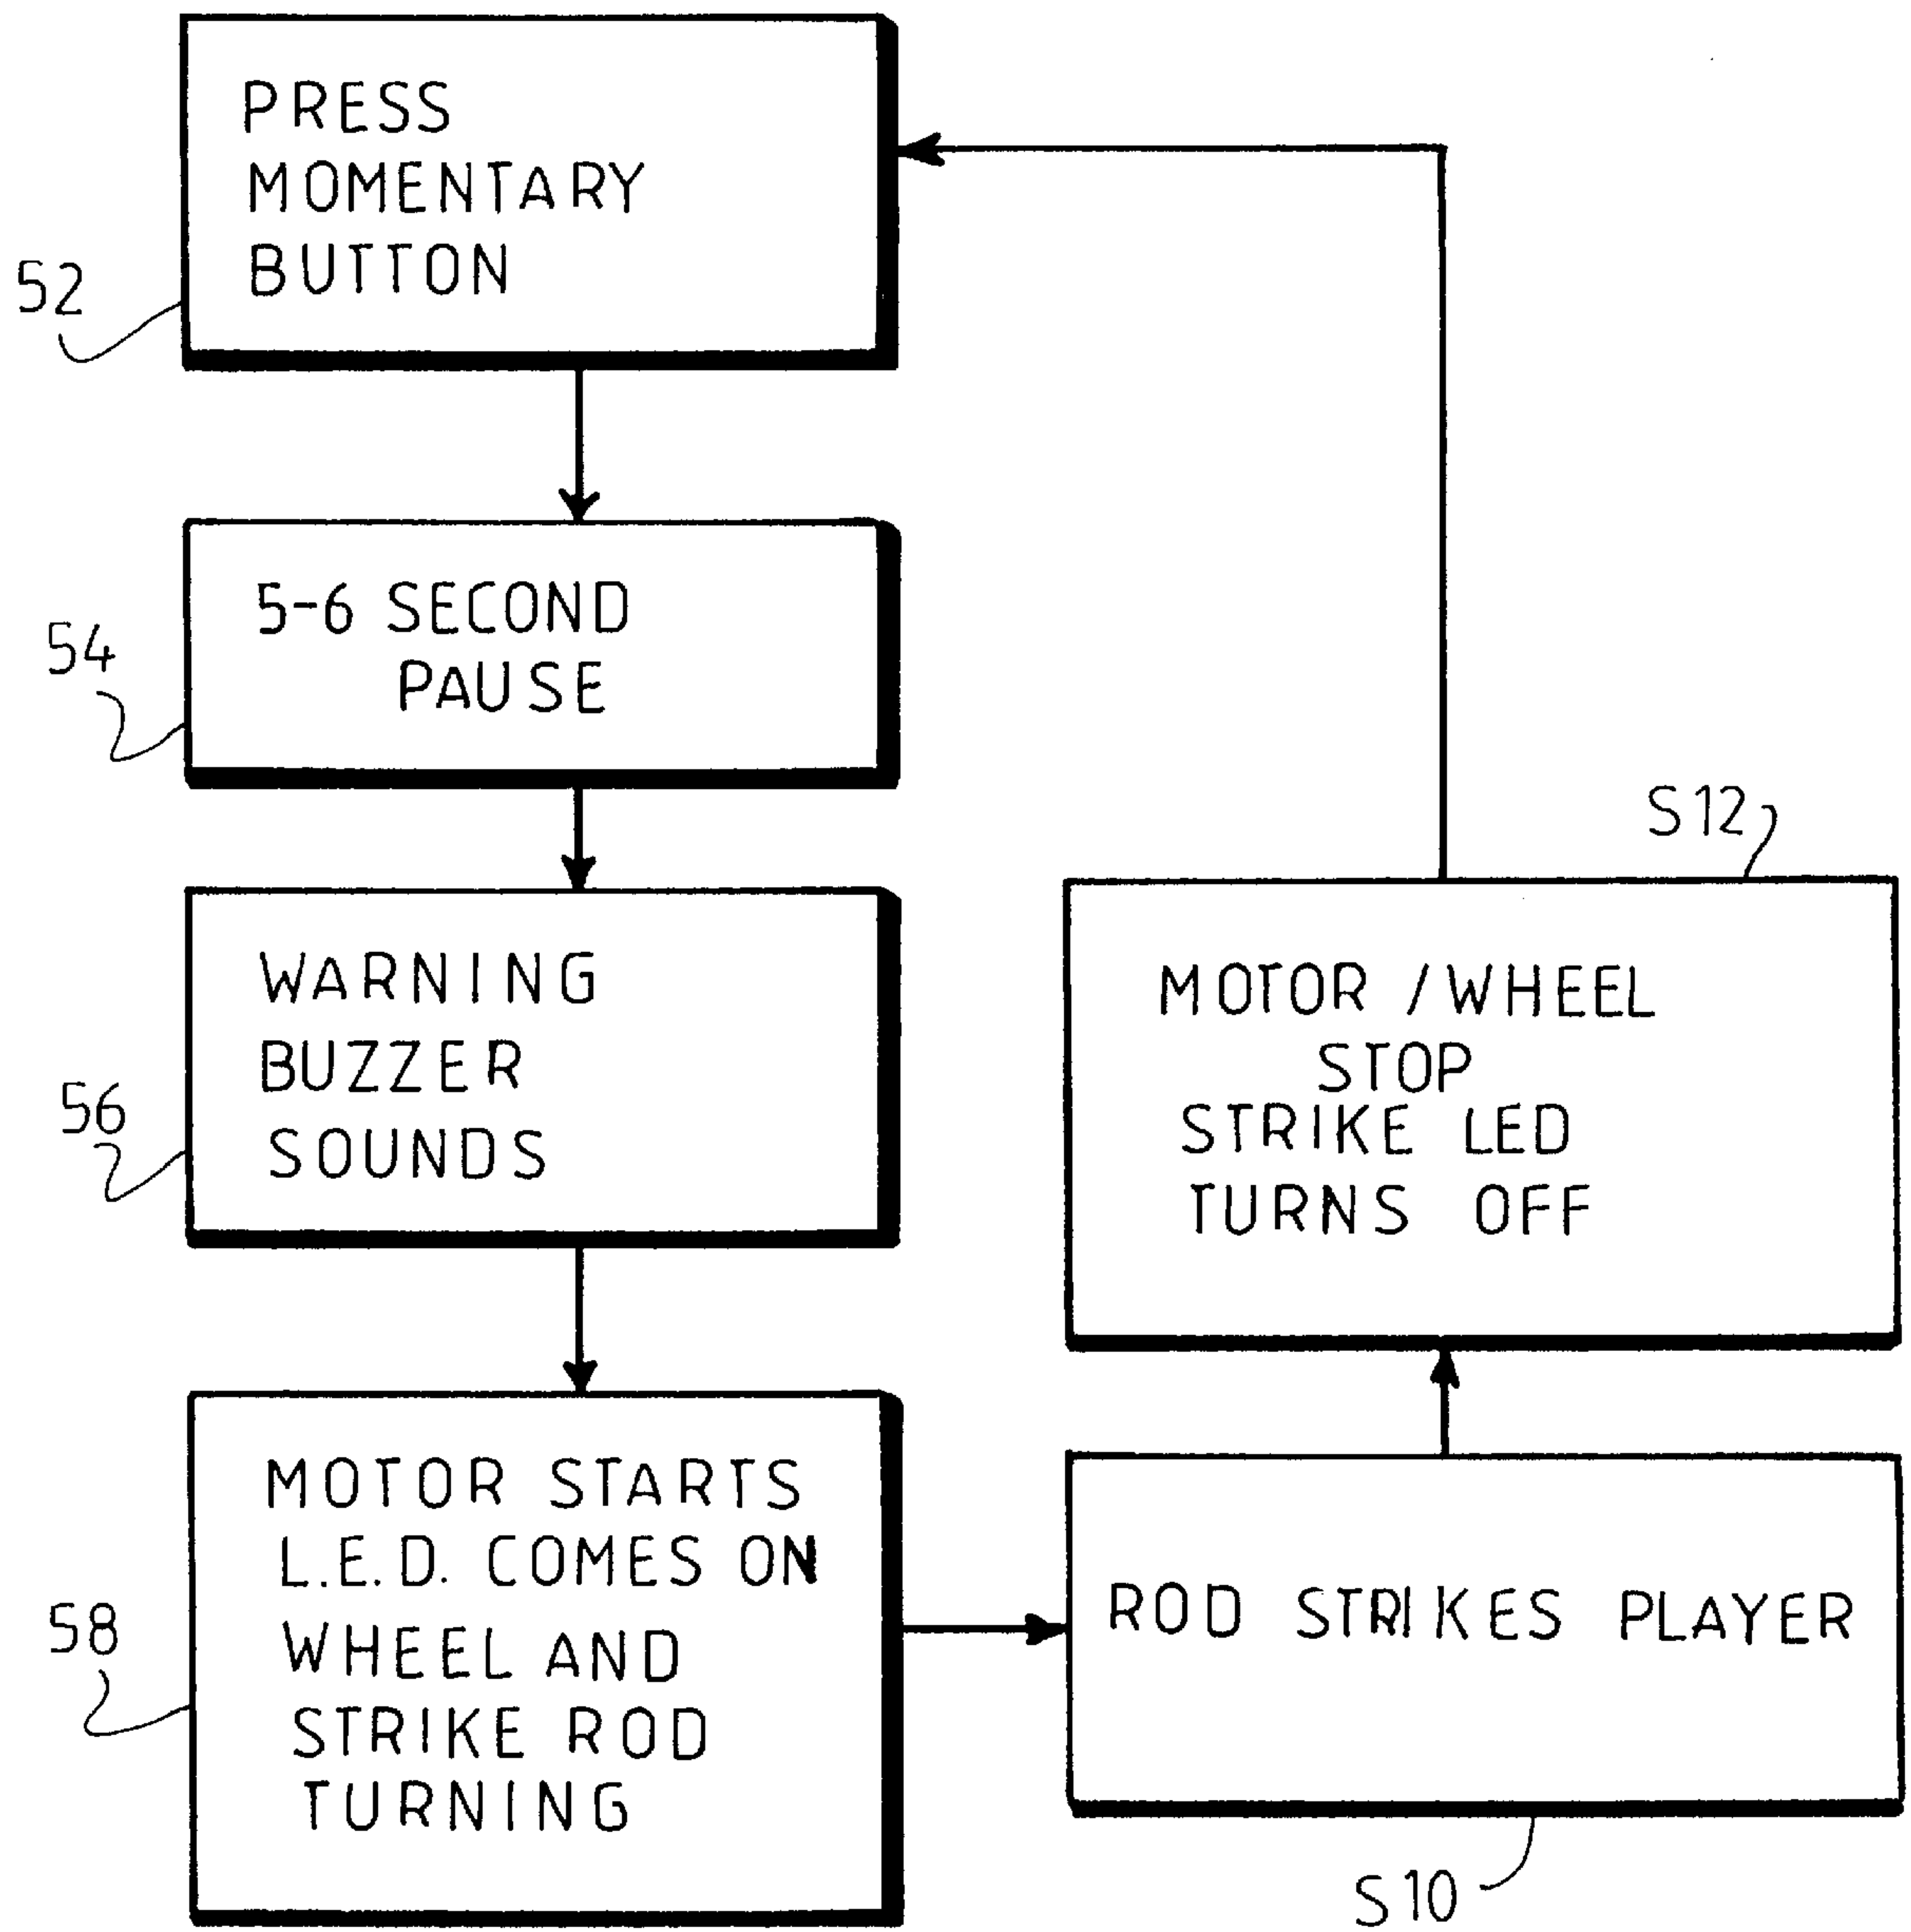 PRESS
MOMENTARY
BUTTON
52
5-6 SECOND
PAUSE
54
WARNING
BUZZER
SOUNDS
56
MOTOR STARTS
L.E.D. COMES ON
WHEEL AND
STRIKE ROD
TURNING
58
ROD STRIKES PLAYER
S10
S12
MOTOR /WHEEL
STOP
STRIKE LED
TURNS OFF